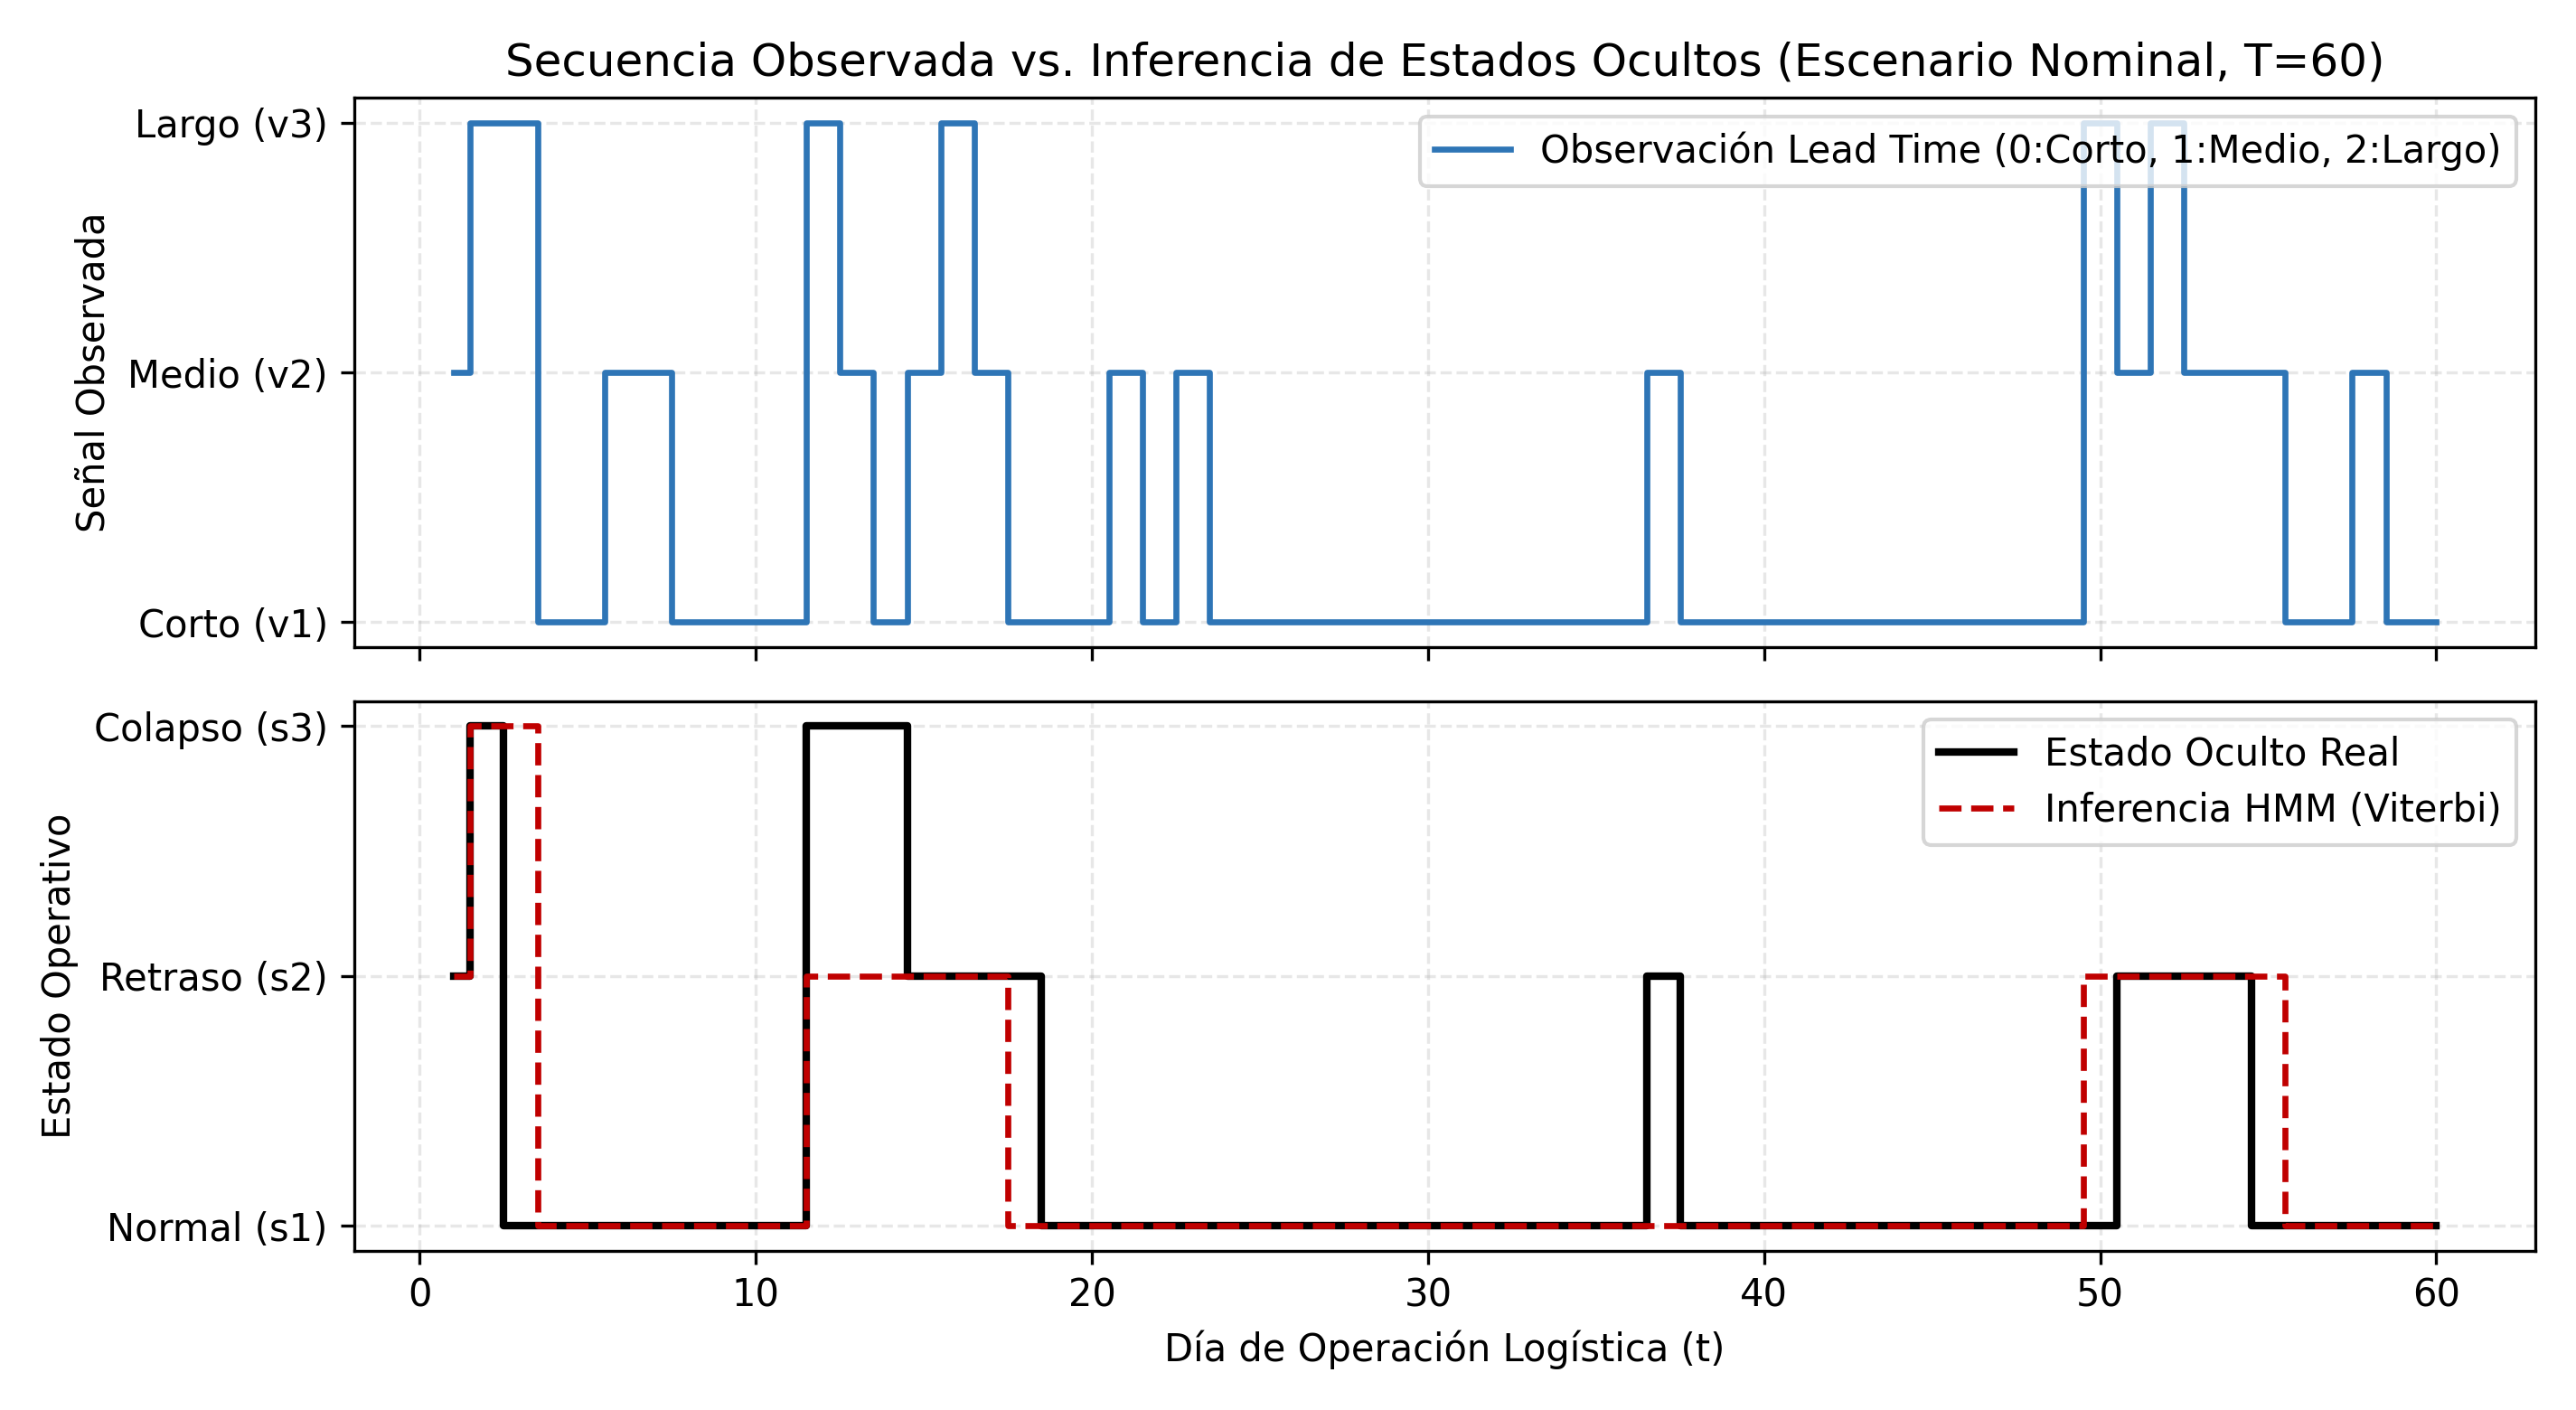 Secuencia Observada vs. Inferencia de Estados Ocultos (Escenario Nominal, T=60)
Largo (v3)
Medio (v2)
Corto (v1)
Señal Observada
Observación Lead Time (0:Corto, 1:Medio, 2:Largo)
Colapso (s3)
Retraso (s2)
Normal (s1)
Estado Operativo
Estado Oculto Real
Inferencia HMM (Viterbi)
0 10 20 30 40 50 60
Día de Operación Logística (t)